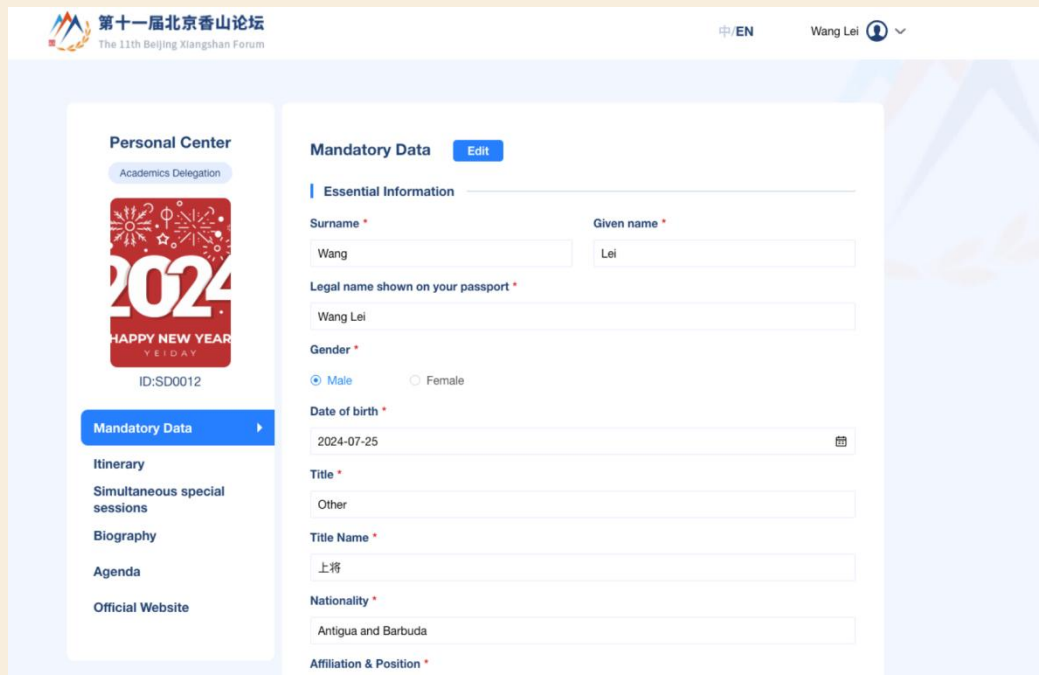 第十一届北京香山论坛
The 11th Beijing Xiangshan Forum
中/EN
Wang Lei
Personal Center
Academics Delegation
2024
HAPPY NEW YEAR
YEIDAY
ID:SD0012
Mandatory Data
Itinerary
Simultaneous special
sessions
Biography
Agenda
Official Website
Mandatory Data
Edit
Essential Information
Surname *
Given name *
Wang
Lei
Legal name shown on your passport *
Wang Lei
Gender *
Male
Female
Date of birth *
2024-07-25
Title *
Other
Title Name *
上将
Nationality *
Antigua and Barbuda
Affiliation & Position *